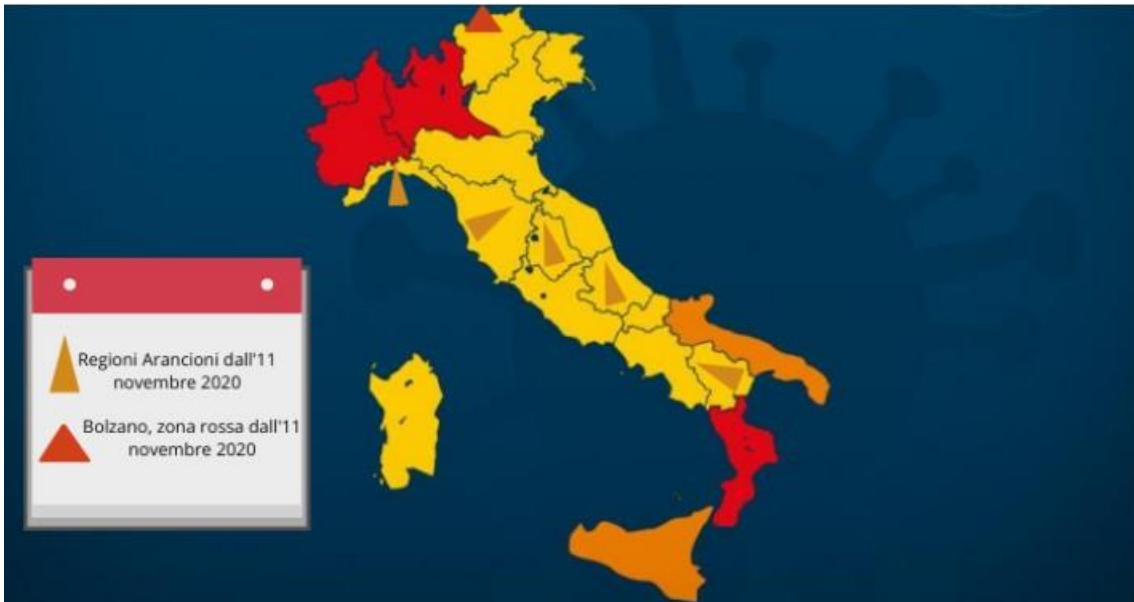 Regioni Arancioni dall'11
novembre 2020
Bolzano, zona rossa dall'11
novembre 2020